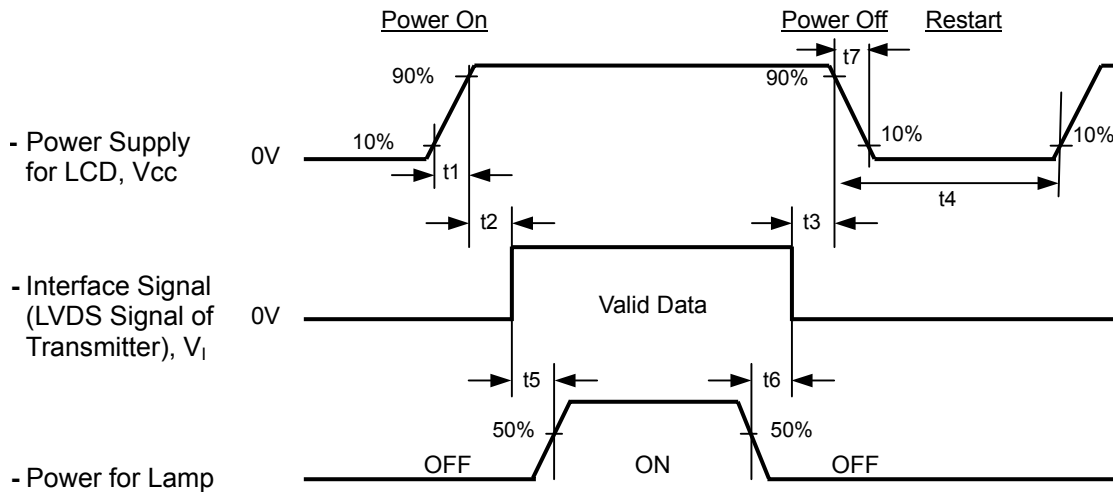 Power On
Power Off
Restart
t7
90%
90%
- Power Supply
for LCD, Vcc
0V
10%
10%
10%
t1
t4
t2
t3
- Interface Signal
(LVDS Signal of
Transmitter), VI
0V
Valid Data
t5
t6
50%
50%
- Power for Lamp
OFF
ON
OFF